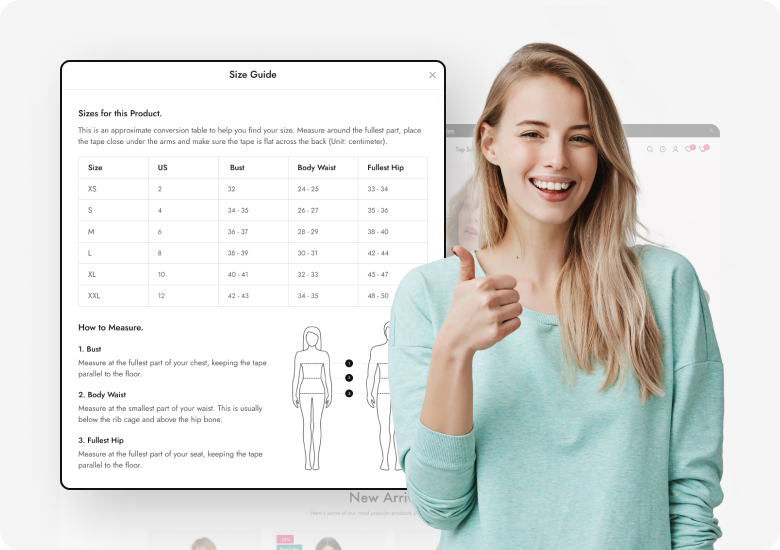 Size Guide
Sizes for this Product.
This is an approximate conversion table to help you find your size. Measure around the fullest part, place
the tape close under the arms and make sure the tape is flat across the back (Unit: centimeter).
Size US Bust Body Waist Fullest Hip
XS 2 32 24 - 25 33 - 34
S 4 34 - 35 26 - 27 35 - 36
M 6 36 - 37 28 - 29 38 - 40
L 8 38 - 39 30 - 31 42 - 44
XL 10 40 - 41 32 - 33 45 - 47
XXL 12 42 - 43 34 - 35 48 - 50
How to Measure.
1. Bust
Measure at the fullest part of your chest, keeping the tape
parallel to the floor.
2. Body Waist
Measure at the smallest part of your waist. This is usually
below the rib cage and above the hip bone.
3. Fullest Hip
Measure at the fullest part of your seat, keeping the tape
parallel to the floor.
1
2
3
Top
New Arriv
Here's some of our most popular products